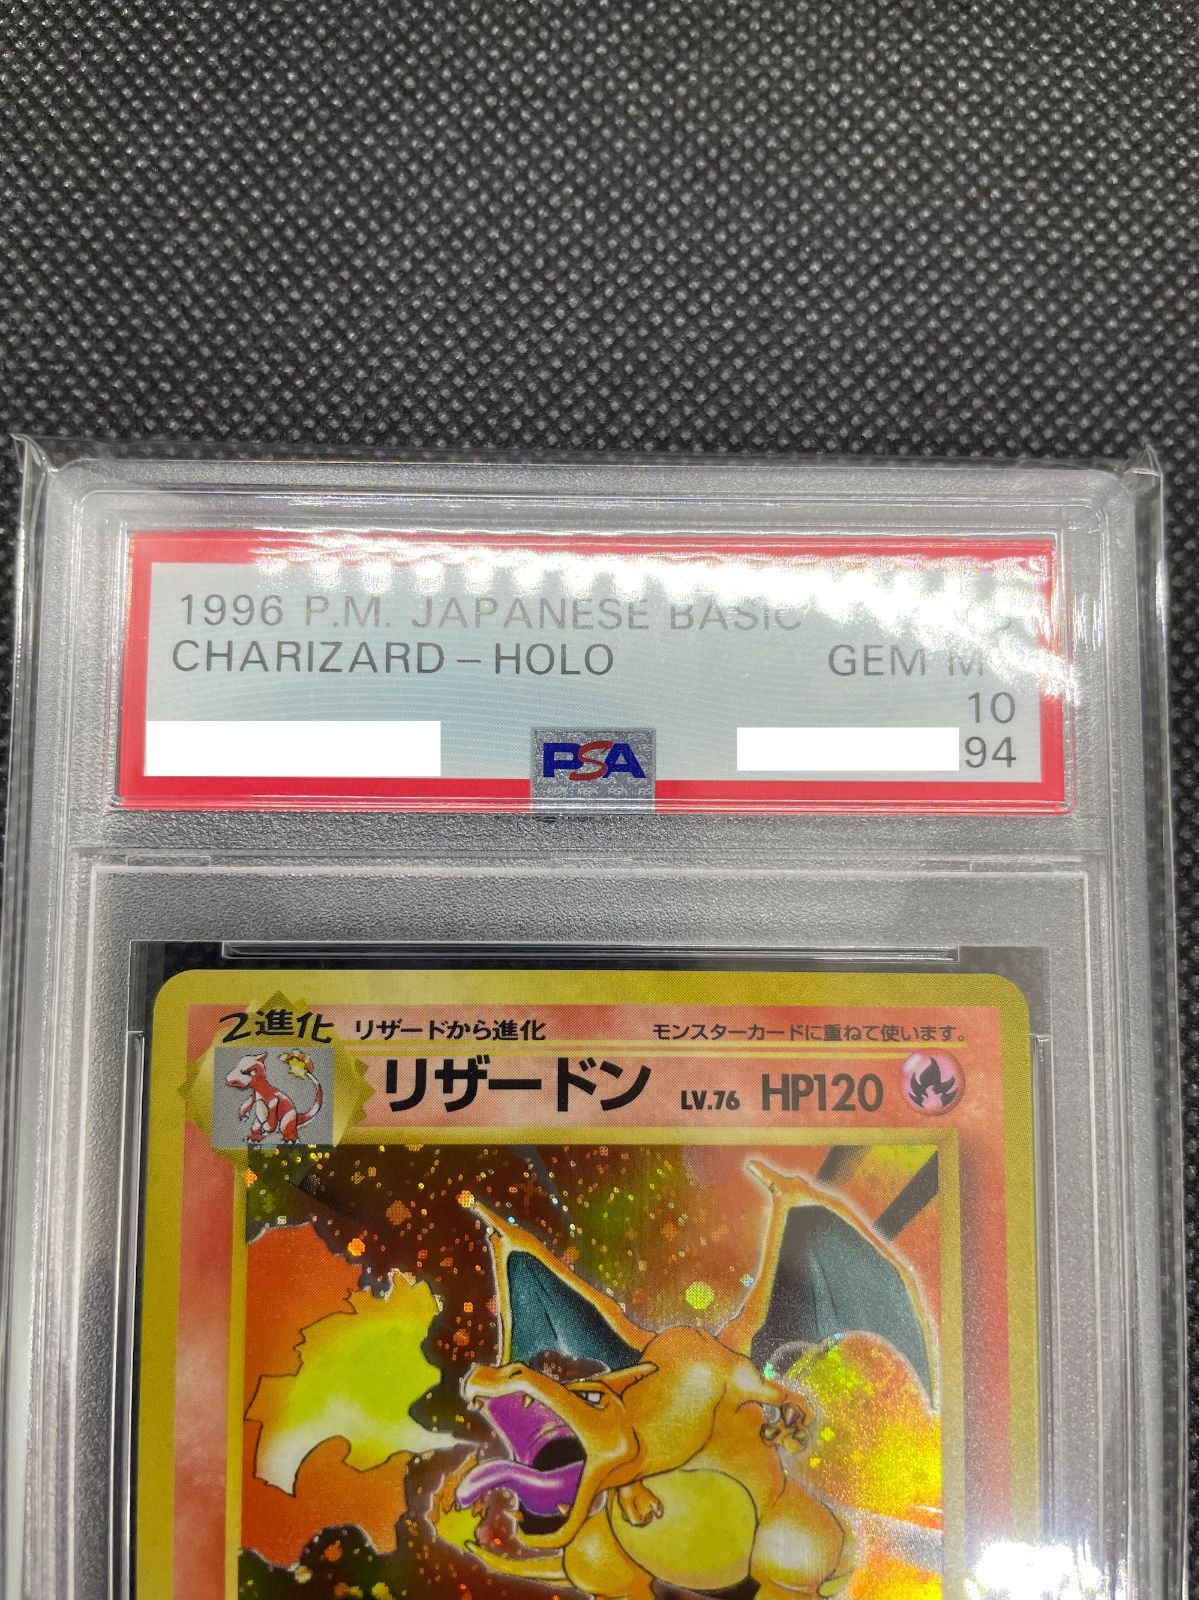 1996 P.M. JAPANESE BASIC
CHARIZARD – HOLO GEM
10
PSA 94
2進化 リザードから進化 モンスターカードに重ねて使います。
リザードン LV.76 HP120